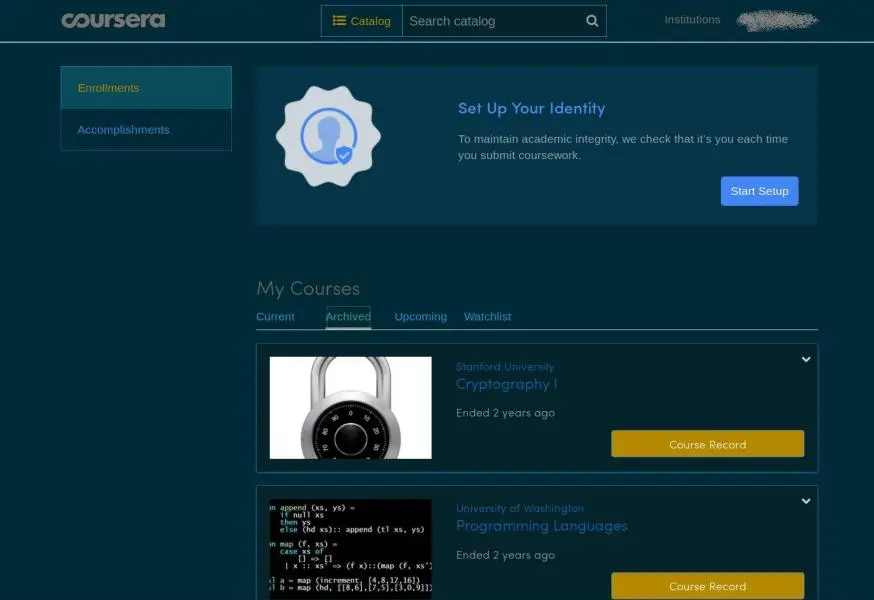 coursera
Catalog
Search catalog
Institutions
Enrollments
Accomplishments
Set Up Your Identity
To maintain academic integrity, we check that it's you each time
you submit coursework.
Start Setup
My Courses
Current Archived Upcoming Watchlist
Stanford University
Cryptography I
Ended 2 years ago
Course Record
University of Washington
Programming Languages
Ended 2 years ago
Course Record
un append (xs, ys) =
if null xs
then ys
else (hd xs):: append (tl xs, ys)
un map (f, xs) =
case xs of
[] => []
| x :: xs' => (f x)::(map (f, xs')
al a = map (increment, [4,8,12,16])
al b = map (hd, [[8,6],[7,5],[3,0,9]])